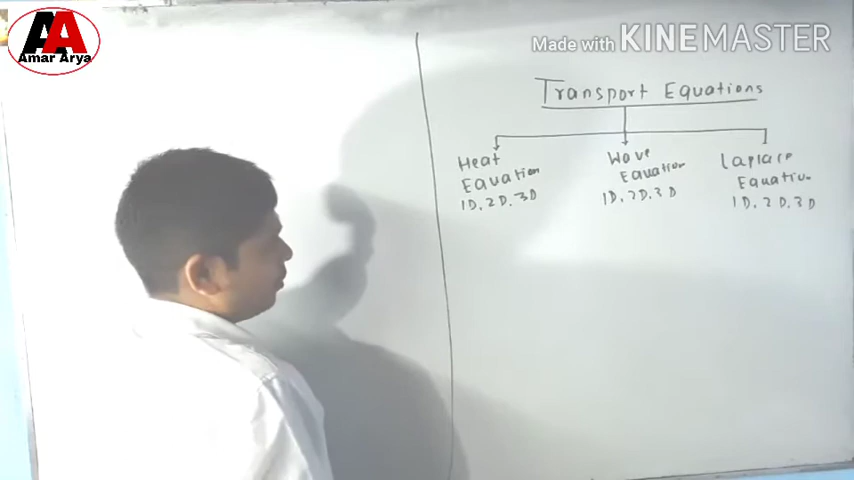 AA
Amar Arya
Made with KINEMASTER
Transport Equations
Heat
Equation
1D, 2D, 3D
Wave
Equation
1D, 2D, 3D
Laplace
Equation
1D, 2D, 3D